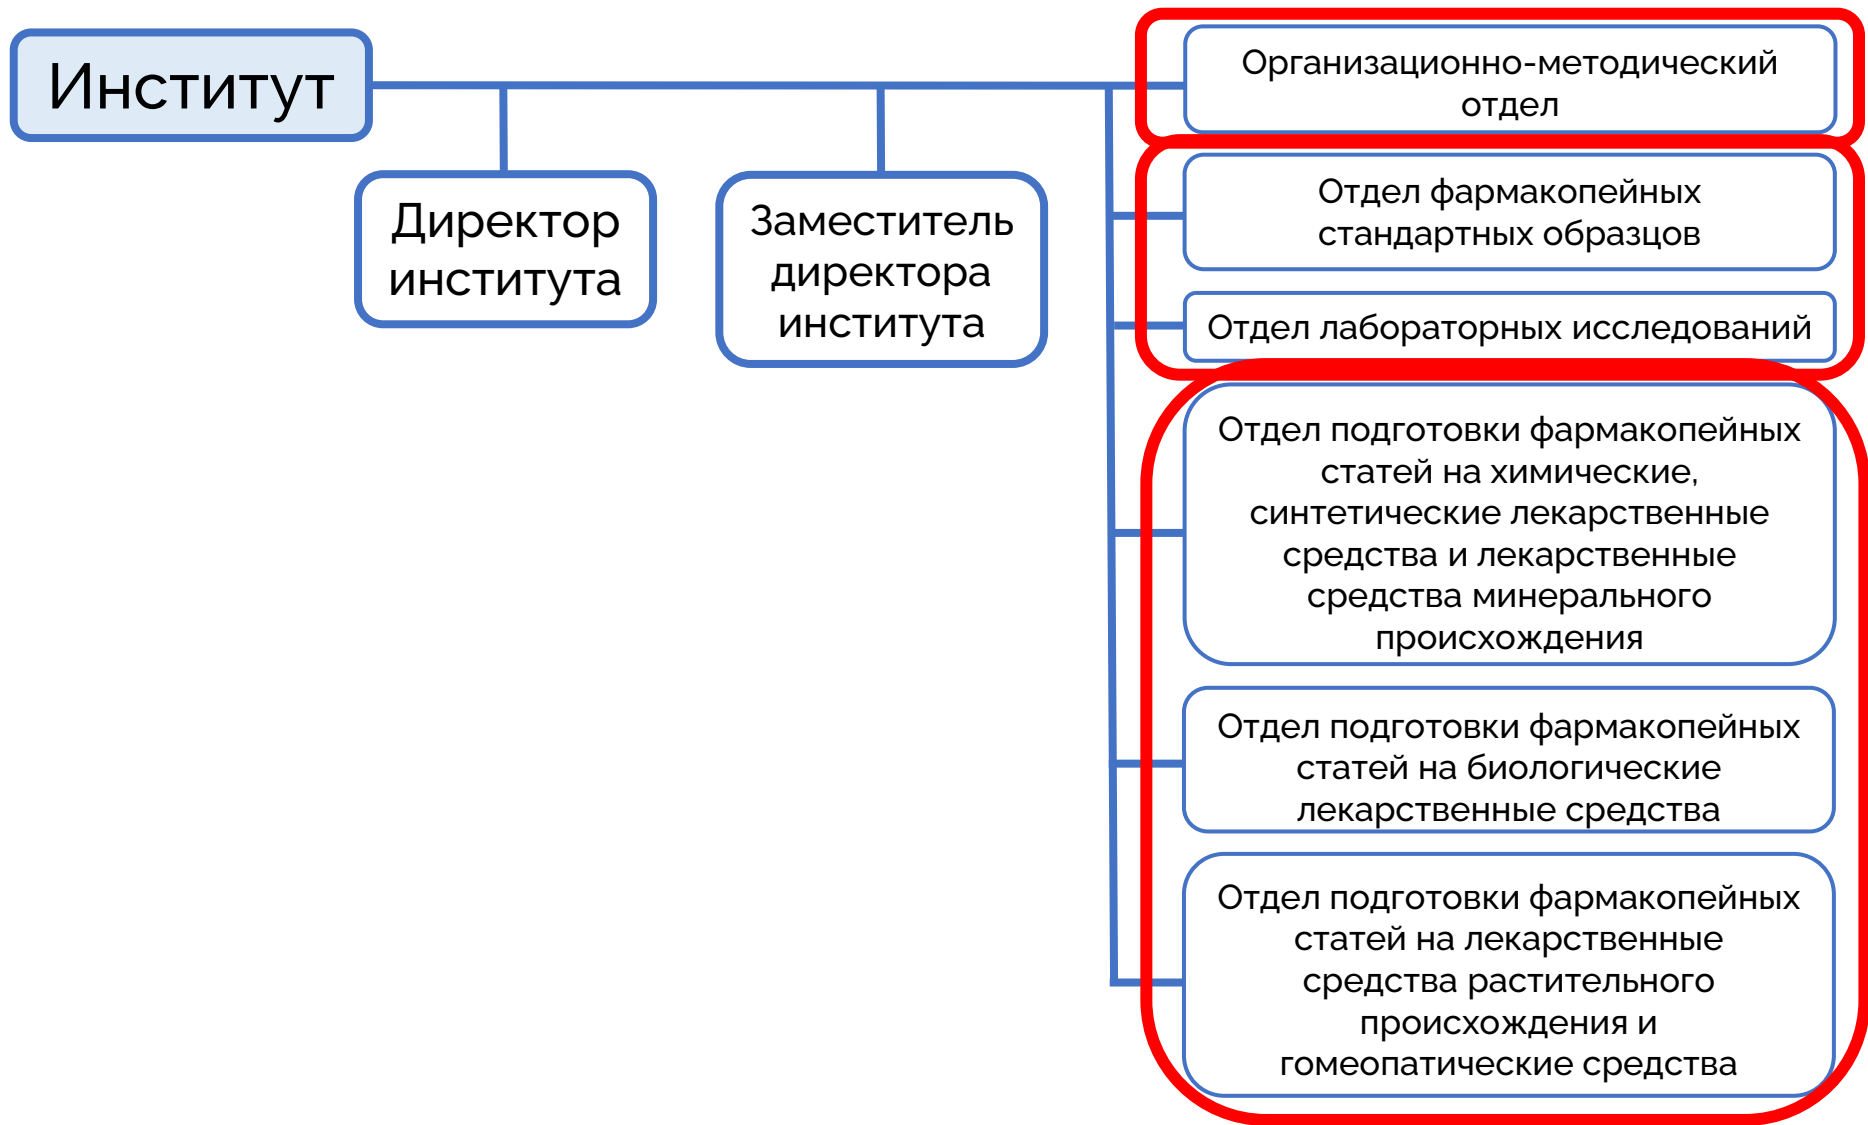 Институт
Директор
института
Заместитель
директора
института
Организационно-методический
отдел
Отдел фармакопейных
стандартных образцов
Отдел лабораторных исследований
Отдел подготовки фармакопейных
статей на химические,
синтетические лекарственные
средства и лекарственные
средства минерального
происхождения
Отдел подготовки фармакопейных
статей на биологические
лекарственные средства
Отдел подготовки фармакопейных
статей на лекарственные
средства растительного
происхождения и
гомеопатические средства